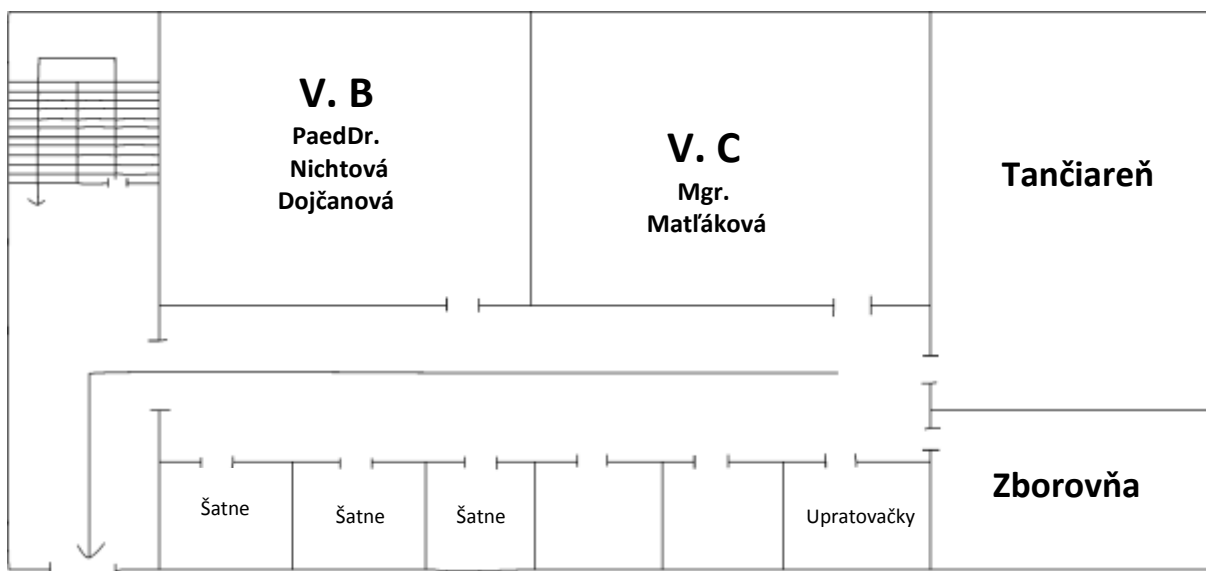 V. B
PaedDr.
Nichtová
Dojčanová
V. C
Mgr.
Matľáková
Tančiareň
Zborovňa
Šatne
Šatne
Šatne
Upratovačky